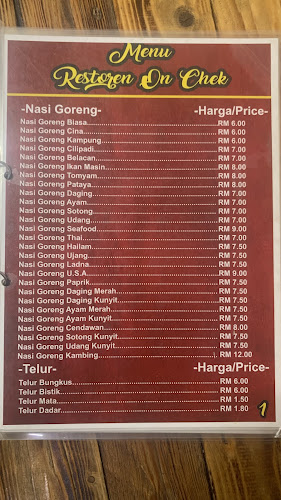 Menu
Restoren On Chek
-Nasi Goreng- -Harga/Price-
Nasi Goreng Biasa RM 6.00
Nasi Goreng Cina RM 6.00
Nasi Goreng Kampung RM 6.00
Nasi Goreng Cilipadi RM 7.00
Nasi Goreng Belacan RM 7.00
Nasi Goreng Ikan Masin RM 8.00
Nasi Goreng Tomyam RM 8.00
Nasi Goreng Pataya RM 8.00
Nasi Goreng Daging RM 7.00
Nasi Goreng Ayam RM 7.00
Nasi Goreng Sotong RM 7.00
Nasi Goreng Udang RM 7.00
Nasi Goreng Seafood RM 9.00
Nasi Goreng Thai RM 7.00
Nasi Goreng Hailam RM 7.50
Nasi Goreng Ujang RM 7.50
Nasi Goreng Ladna RM 7.50
Nasi Goreng U.S.A RM 9.00
Nasi Goreng Paprik RM 7.50
Nasi Goreng Daging Merah RM 7.50
Nasi Goreng Daging Kunyit RM 7.50
Nasi Goreng Ayam Merah RM 7.50
Nasi Goreng Ayam Kunyit RM 7.50
Nasi Goreng Cendawan RM 8.00
Nasi Goreng Sotong Kunyit RM 7.50
Nasi Goreng Udang Kunyit RM 7.50
Nasi Goreng Kambing RM 12.00
-Telur- -Harga/Price-
Telur Bungkus RM 6.00
Telur Bistik RM 6.00
Telur Mata RM 1.50
Telur Dadar RM 1.80
1